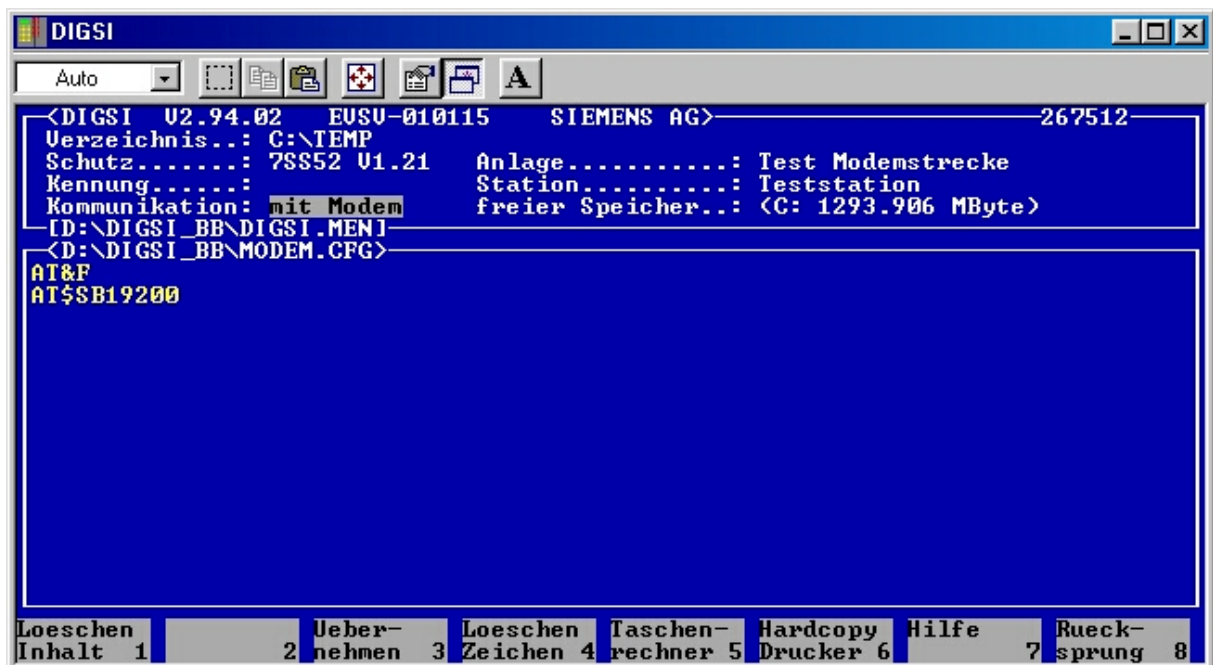 DIGSI
Auto
A
<DIGSI V2.94.02 EVSV-010115 SIEMENS AG> 267512
Verzeichnis..: C:\TEMP
Schutz.......: 7SS52 V1.21 Anlage...........: Test Modemstrecke
Kennung......: Station..........: Teststation
Kommunikation: mit Modem freier Speicher..: (C: 1293.906 MByte)
[D:\DIGSI_BB\DIGSI.MEN]
<D:\DIGSI_BB\MODEM.CFG>
AT&F
AT$SB19200
Loeschen Ueber- Loeschen Taschen- Hardcopy Hilfe Rueck-
Inhalt 1 2 nehmen 3 Zeichen 4 rechner 5 Drucker 6 7 sprung 8